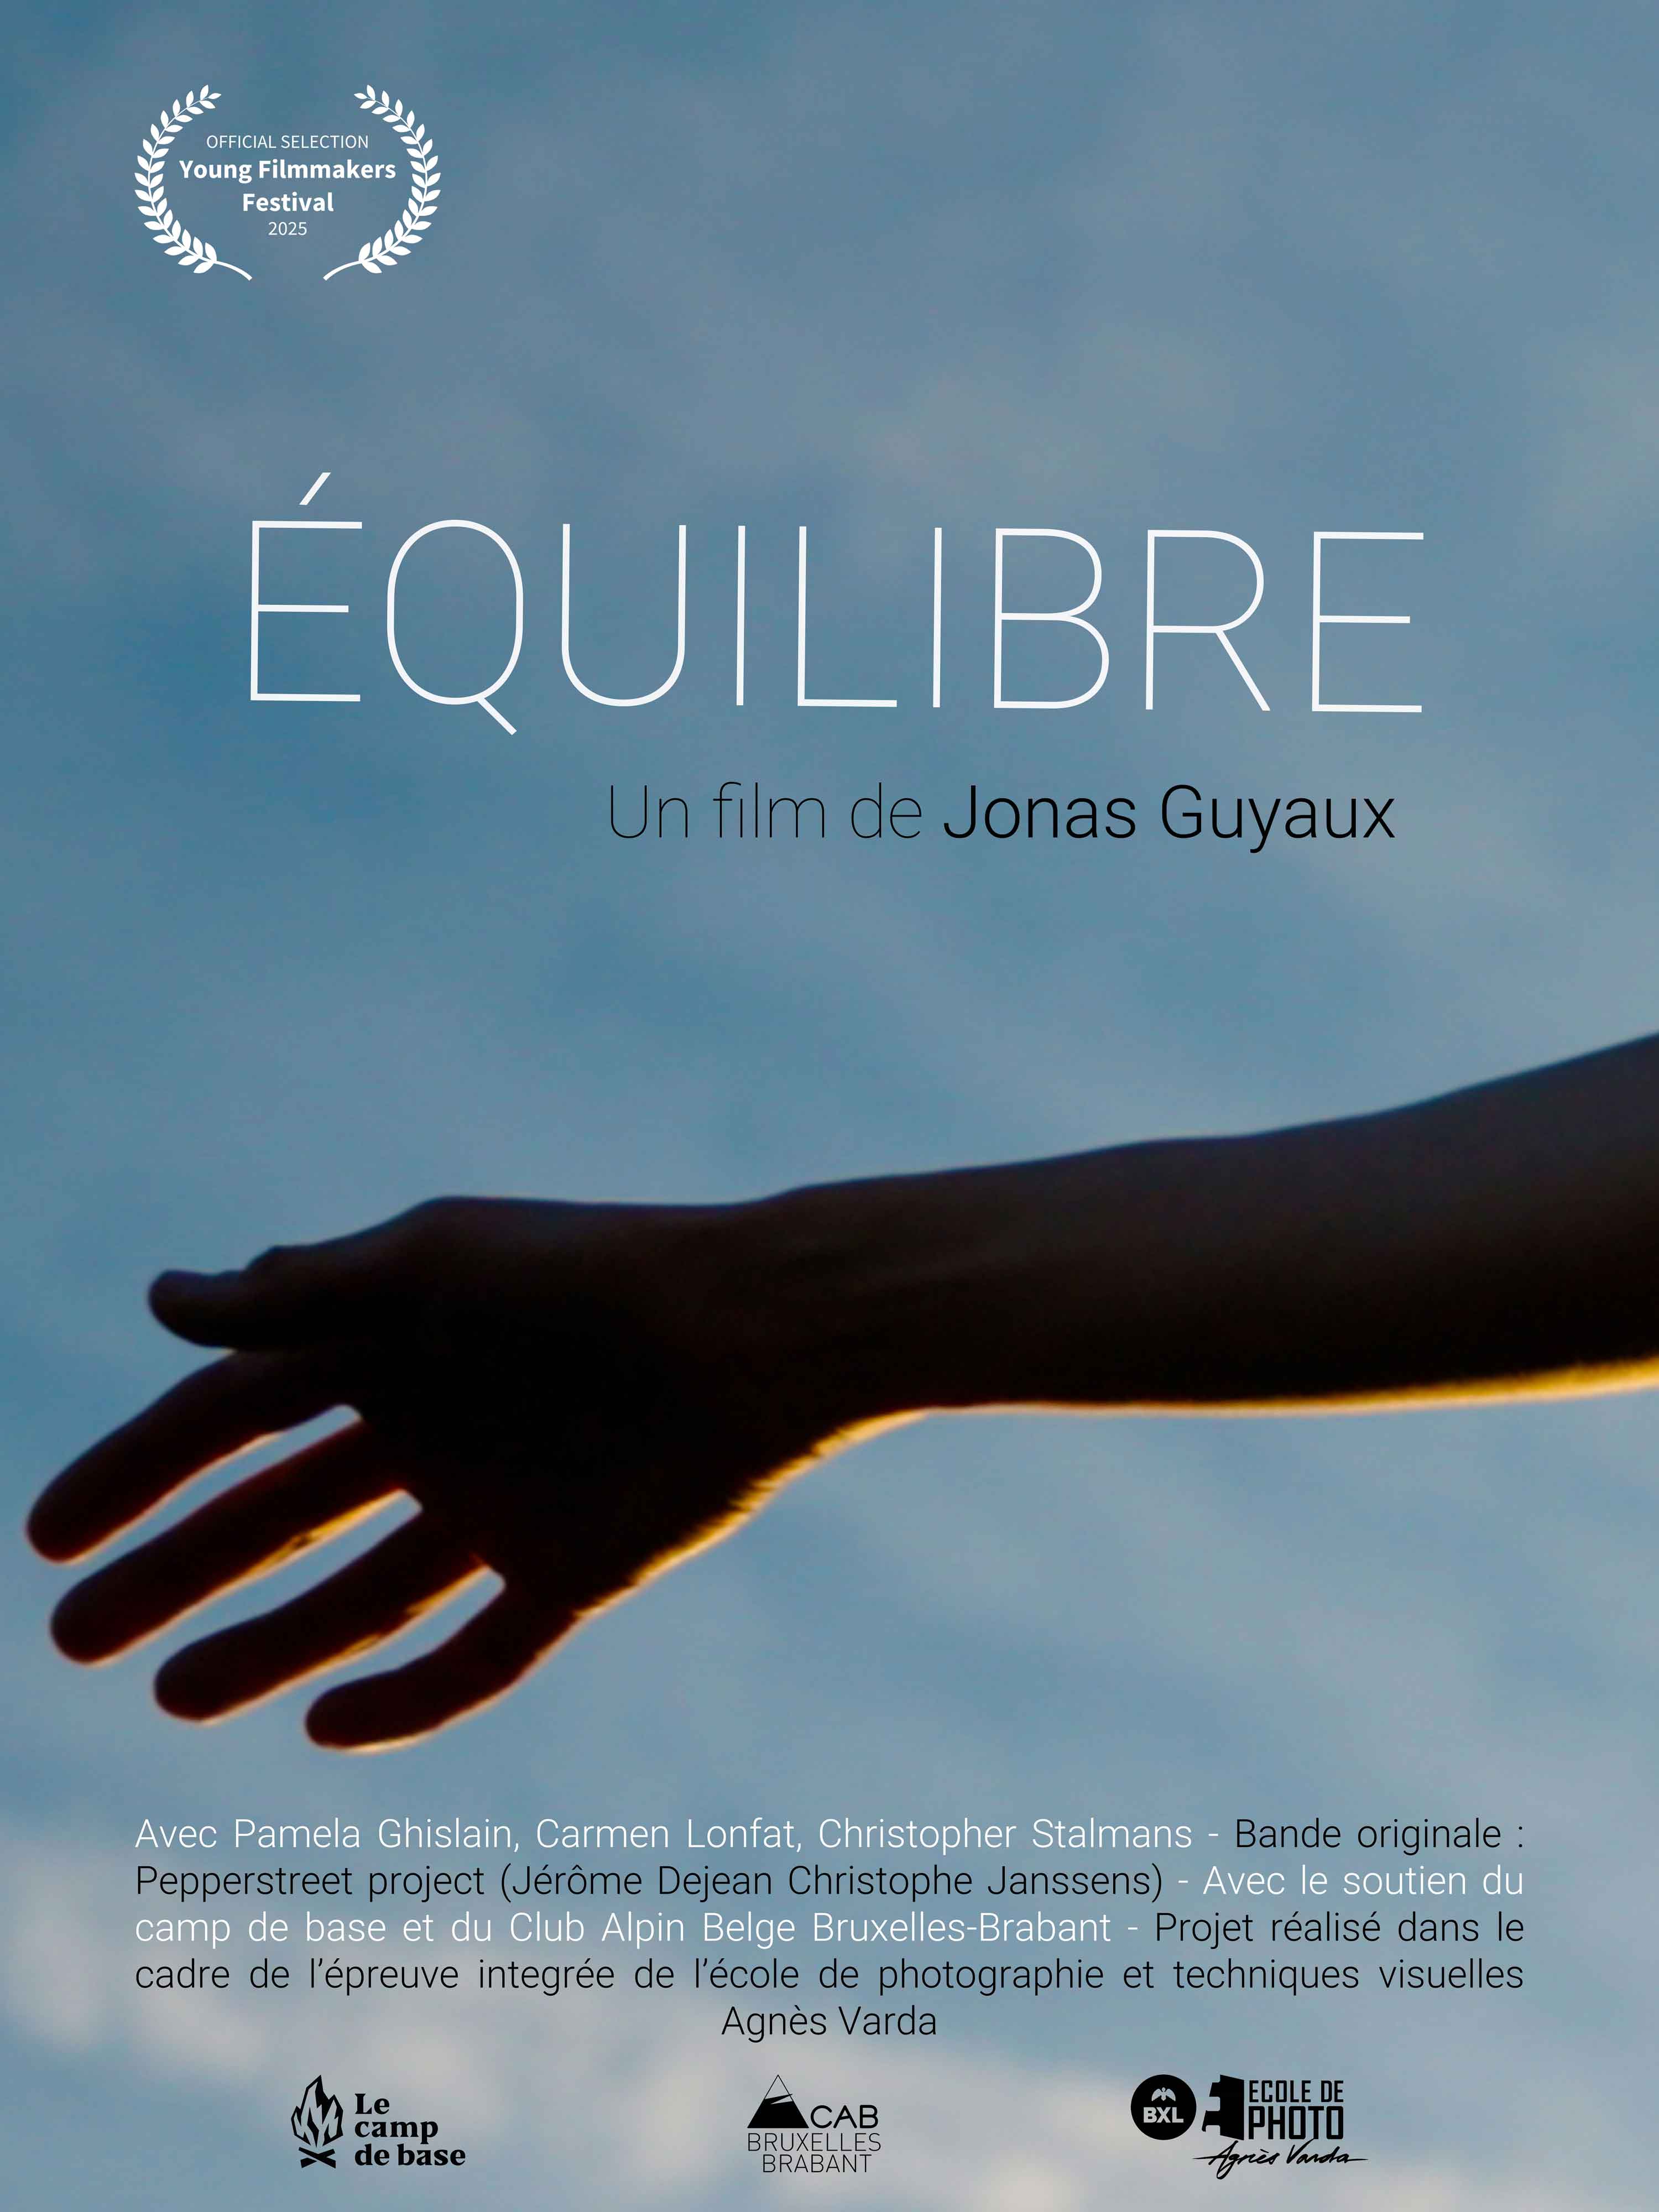 OFFICIAL SELECTION
Young Filmmakers
Festival
2025
ÉQUILIBRE
Un film de Jonas Guyaux
Avec Pamela Ghislain, Carmen Lonfat, Christopher Stalmans - Bande originale :
Pepperstreet project (Jérôme Dejean Christophe Janssens) - Avec le soutien du
camp de base et du Club Alpin Belge Bruxelles-Brabant - Projet réalisé dans le
cadre de l’épreuve integrée de l’école de photographie et techniques visuelles
Agnès Varda
Le
camp
de base
CAB
BRUXELLES
BRABANT
BXL
ECOLE DE
PHOTO
Agnès Varda